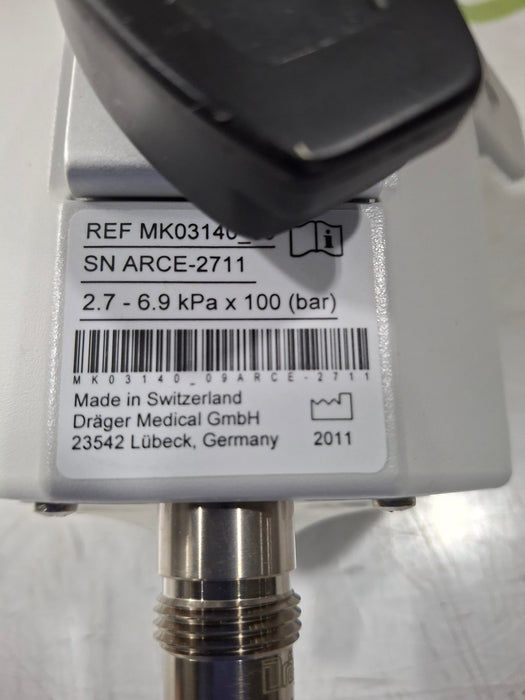 REF MK03140_
SN ARCE-2711
2.7 - 6.9 kPa x 100 (bar)
MK03140_09ARCE-2711
Made in Switzerland
Dräger Medical GmbH
23542 Lübeck, Germany
2011